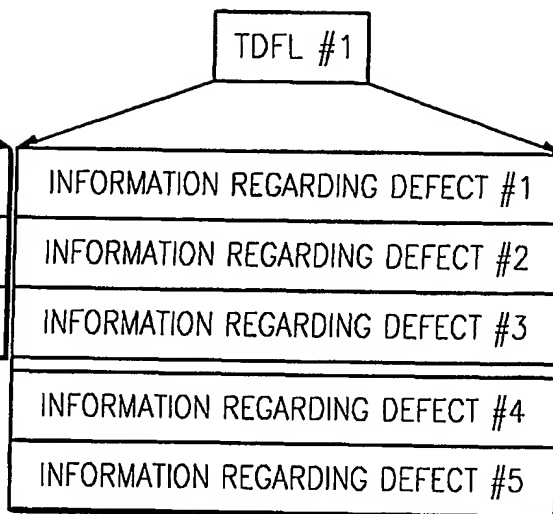 TDFL #1
INFORMATION REGARDING DEFECT #1
INFORMATION REGARDING DEFECT #2
INFORMATION REGARDING DEFECT #3
INFORMATION REGARDING DEFECT #4
INFORMATION REGARDING DEFECT #5